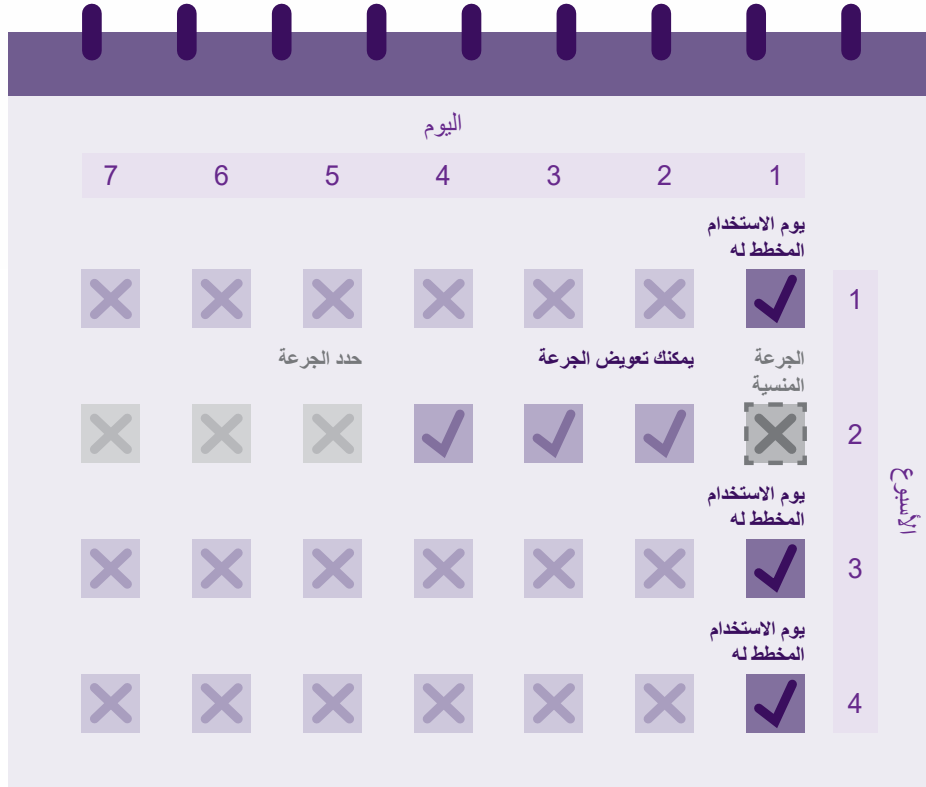 اليوم
1 2 3 4 5 6 7
يوم الاستخدام
المخطط له
1
الجرعة
المنسية
يمكنك تعويض الجرعة
حدد الجرعة
2
الأسبوع
يوم الاستخدام
المخطط له
3
يوم الاستخدام
المخطط له
4